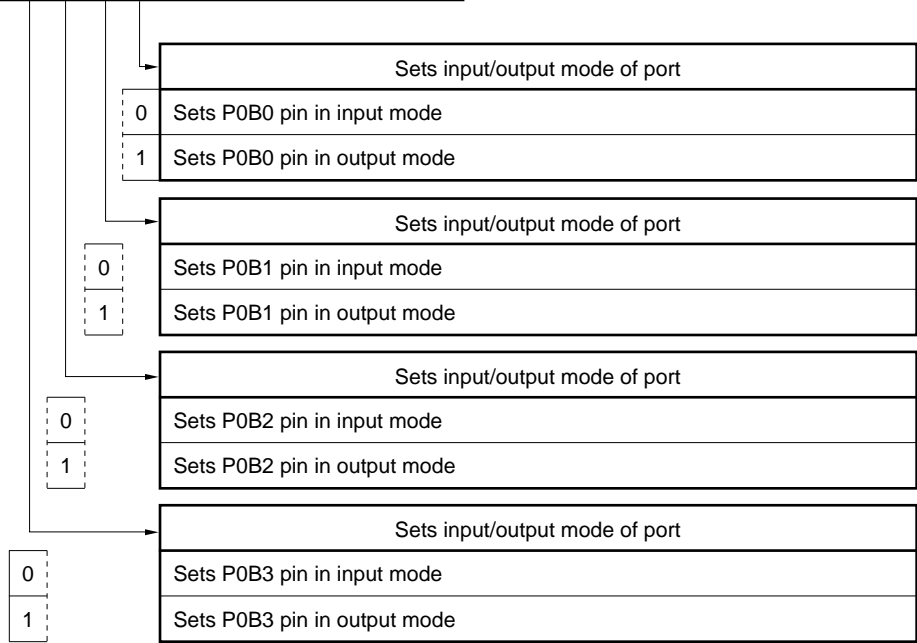 Sets input/output mode of port
0 Sets P0B0 pin in input mode
1 Sets P0B0 pin in output mode
Sets input/output mode of port
0 Sets P0B1 pin in input mode
1 Sets P0B1 pin in output mode
Sets input/output mode of port
0 Sets P0B2 pin in input mode
1 Sets P0B2 pin in output mode
Sets input/output mode of port
0 Sets P0B3 pin in input mode
1 Sets P0B3 pin in output mode